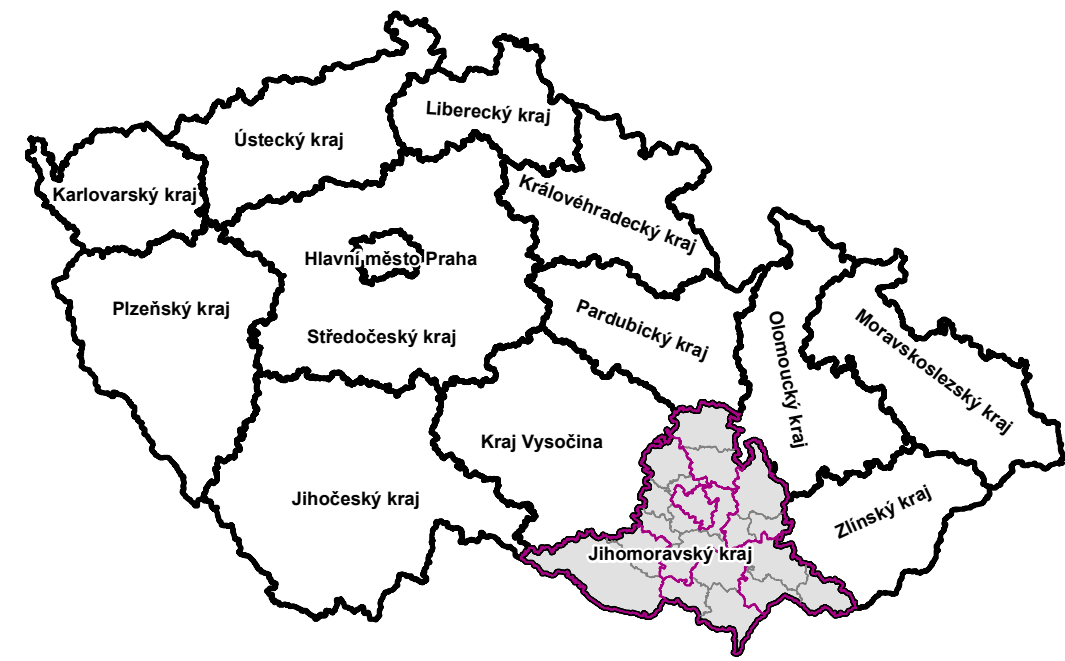 Liberecký kraj
Ústecký kraj
Karlovarský kraj
Královéhradecký kraj
Hlavní město Praha
Plzeňský kraj
Středočeský kraj
Pardubický kraj
Olomoucký kraj
Moravskoslezský kraj
Kraj Vysočina
Jihočeský kraj
Zlínský kraj
Jihomoravský kraj